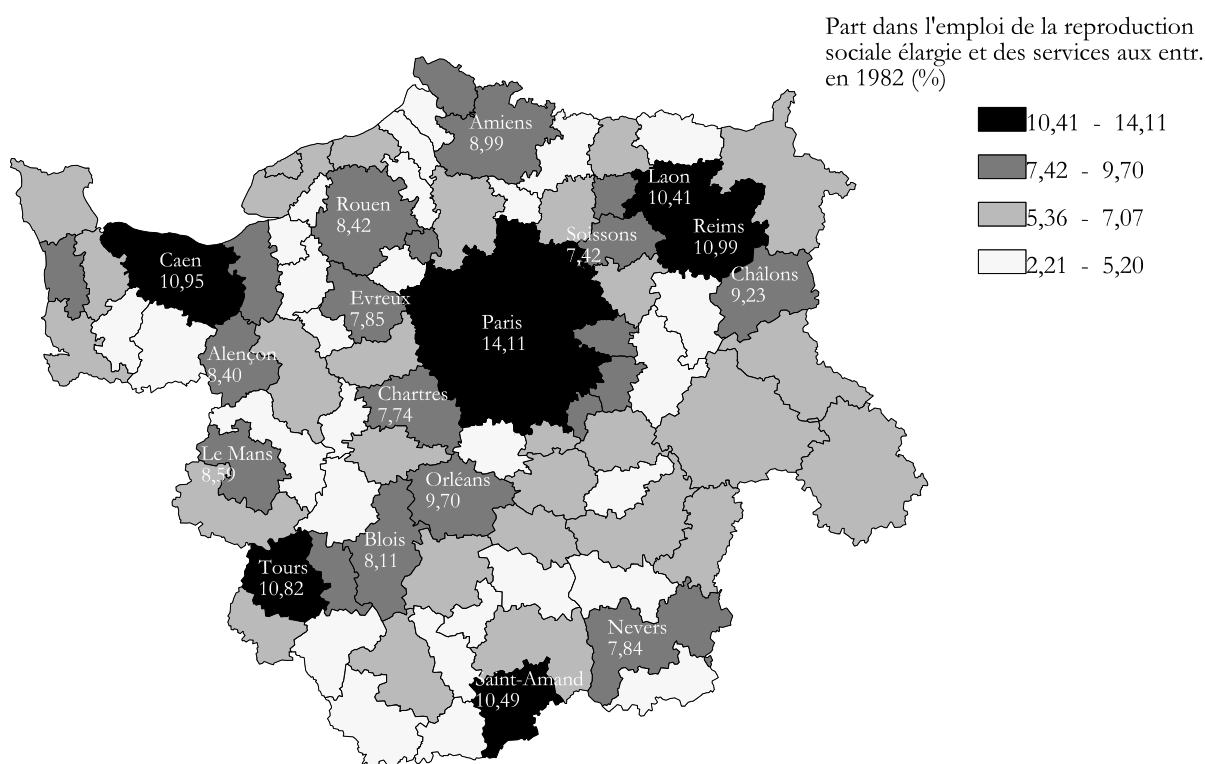 Part dans l'emploi de la reproduction
sociale élargie et des services aux entr.
en 1982 (%)
10,41 - 14,11
7,42 - 9,70
5,36 - 7,07
2,21 - 5,20
Amiens
8,99
Laon
10,41
Rouen
8,42
Reims
10,99
Soissons
7,42
Caen
10,95
Châlons
9,23
Evreux
7,85
Paris
14,11
Alençon
8,40
Chartres
7,74
Le Mans
8,59
Orléans
9,70
Blois
8,11
Tours
10,82
Nevers
7,84
Saint-Amand
10,49